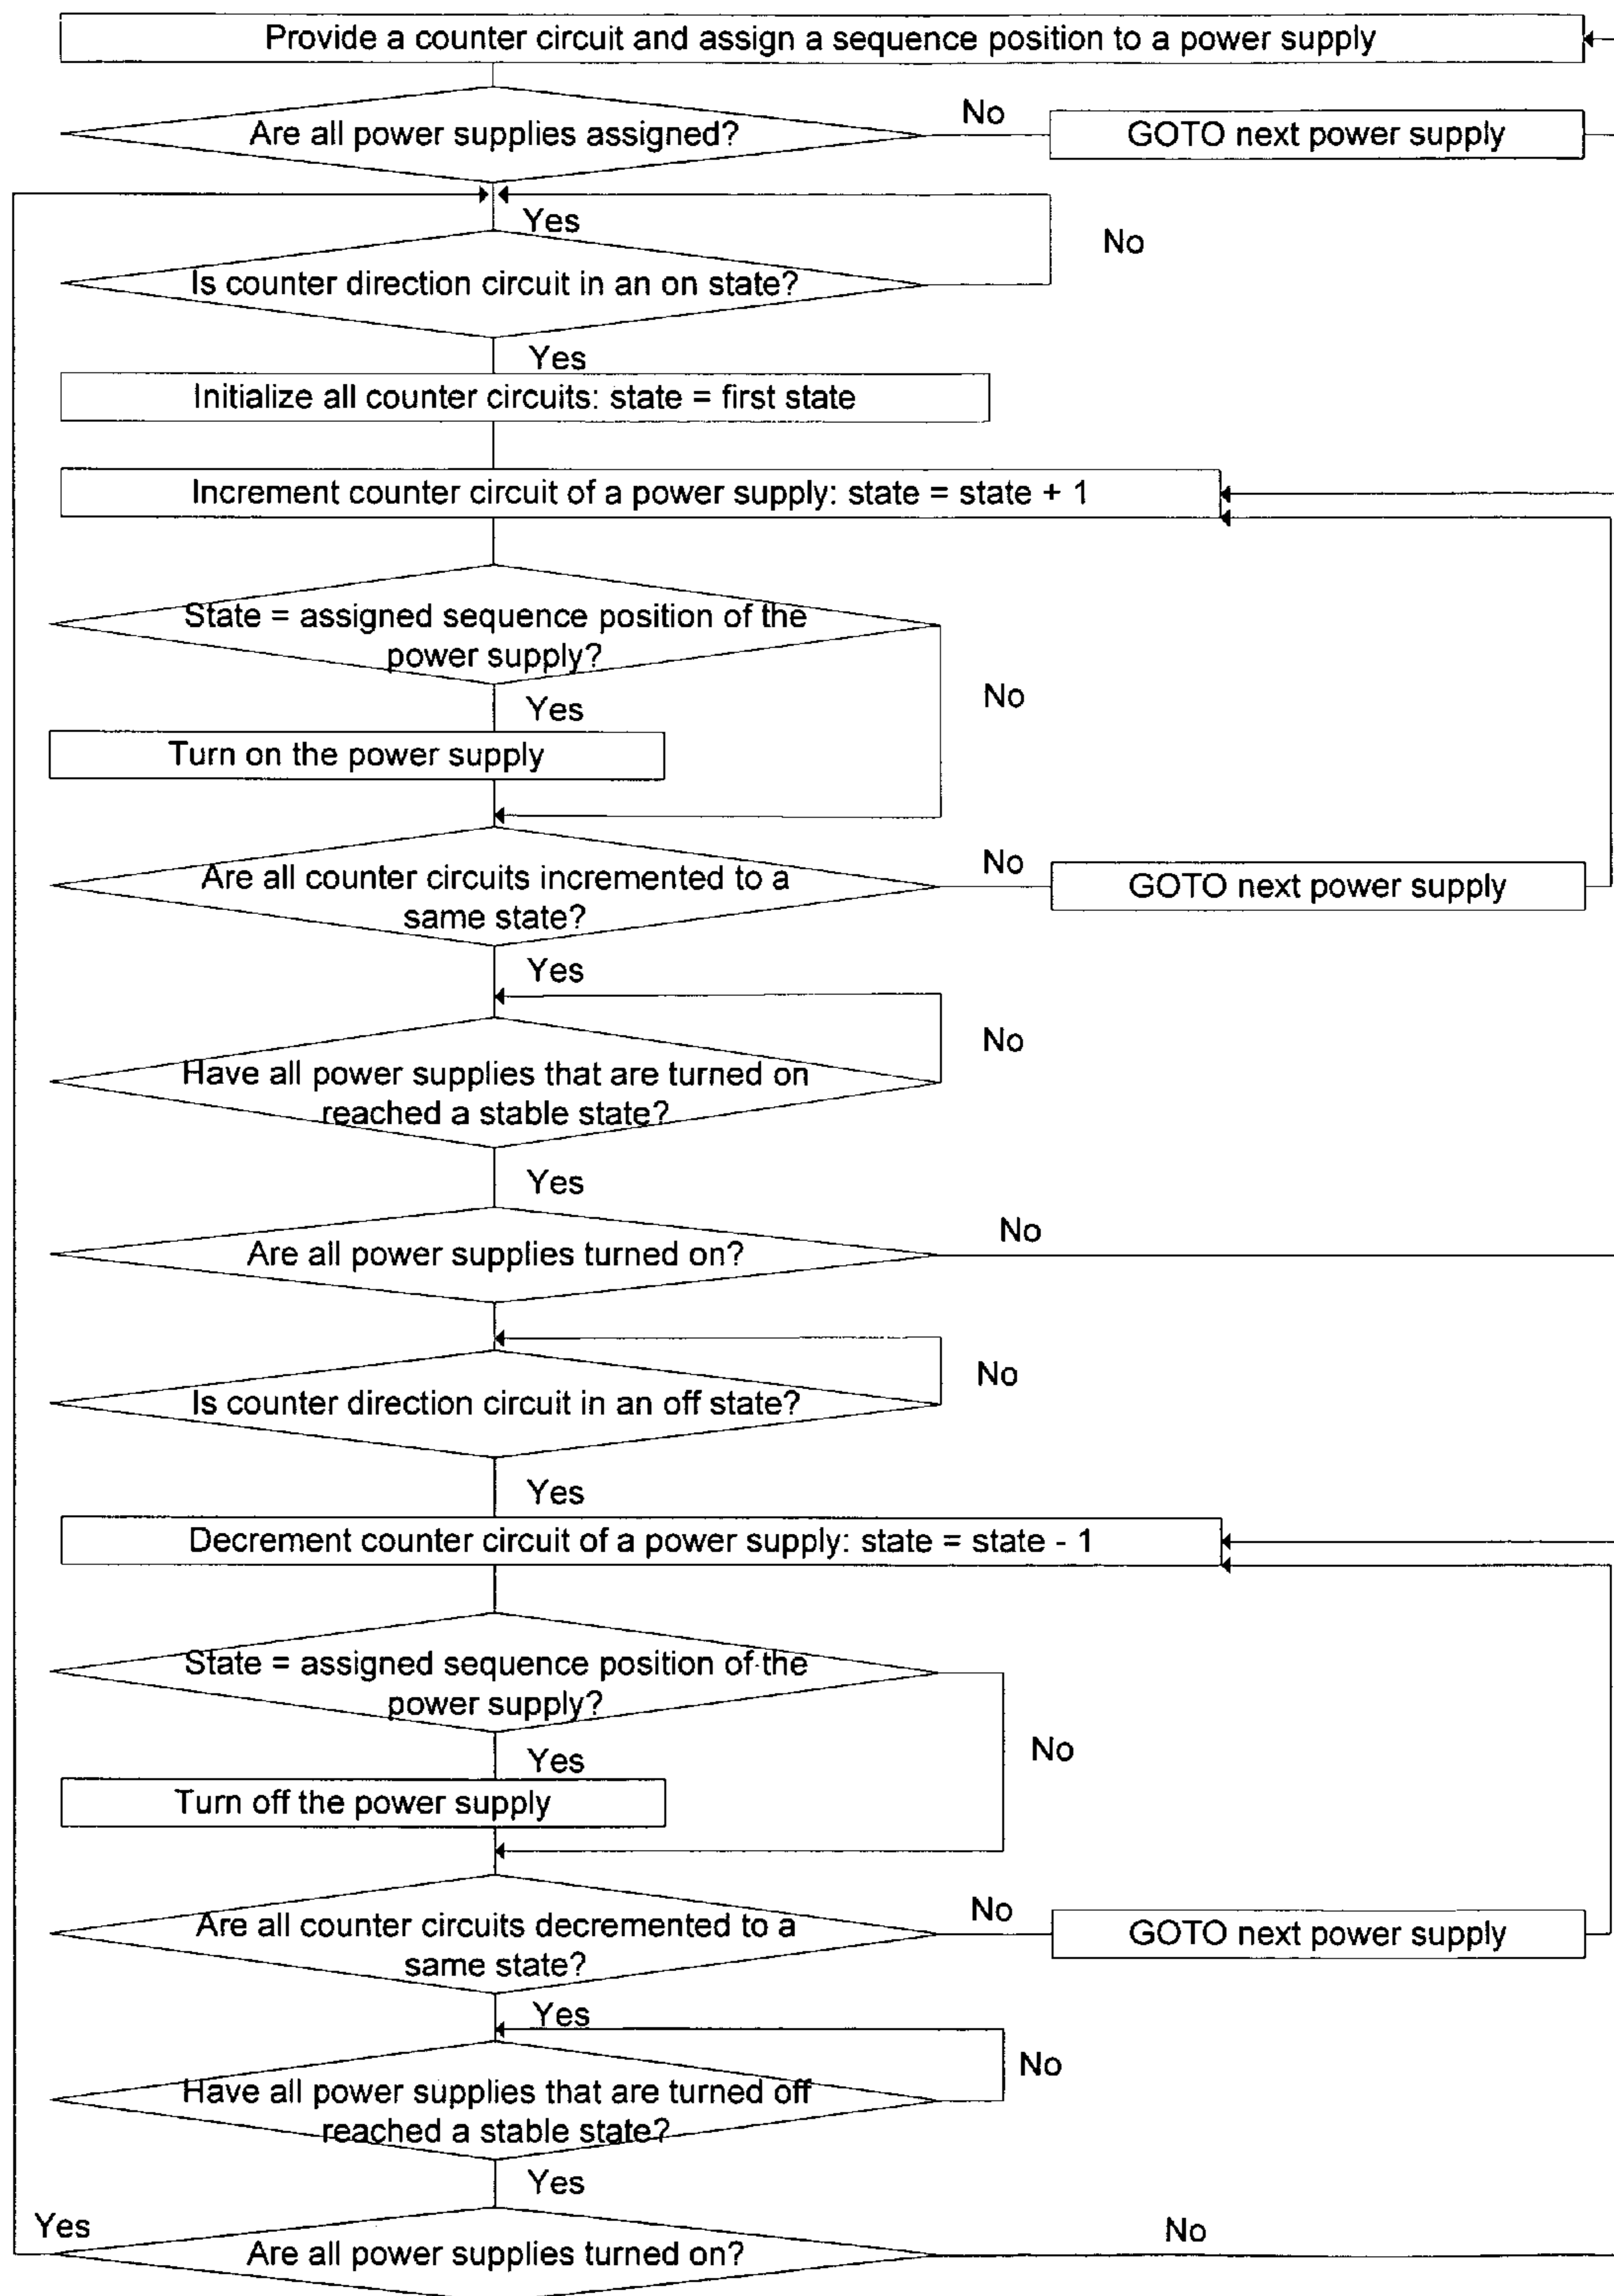 Provide a counter circuit and assign a sequence position to a power supply
Are all power supplies assigned?
No
GOTO next power supply
Yes
No
Is counter direction circuit in an on state?
Yes
Initialize all counter circuits: state = first state
Increment counter circuit of a power supply: state = state + 1
State = assigned sequence position of the
power supply?
No
Yes
Turn on the power supply
Are all counter circuits incremented to a
same state?
No
GOTO next power supply
Yes
No
Have all power supplies that are turned on
reached a stable state?
Yes
Are all power supplies turned on?
No
Is counter direction circuit in an off state?
No
Yes
Decrement counter circuit of a power supply: state = state - 1
State = assigned sequence position of the
power supply?
No
Yes
Turn off the power supply
Are all counter circuits decremented to a
same state?
No
GOTO next power supply
Yes
No
Have all power supplies that are turned off
reached a stable state?
Yes
Yes
Are all power supplies turned on?
No